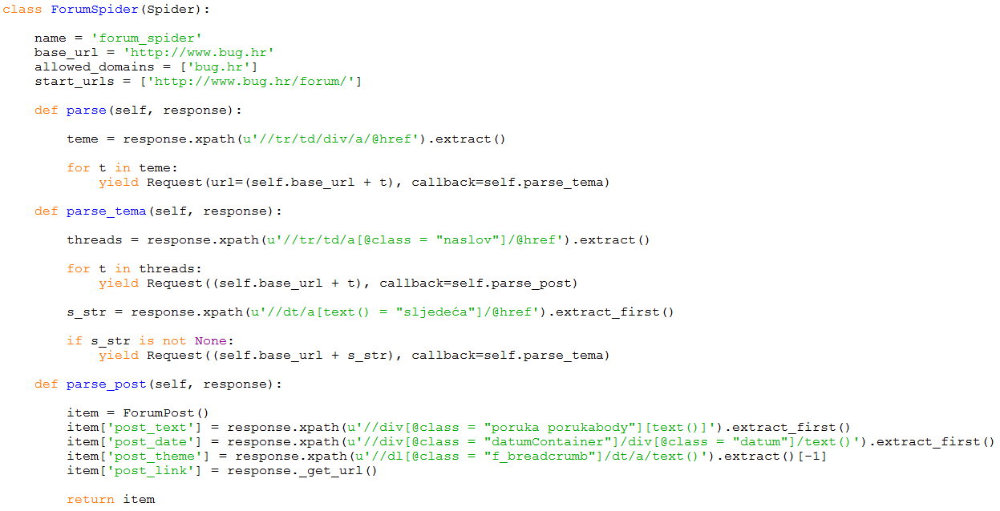 class ForumSpider(Spider):
    name = 'forum_spider'
    base_url = 'http://www.bug.hr'
    allowed_domains = ['bug.hr']
    start_urls = ['http://www.bug.hr/forum/']
    def parse(self, response):
        teme = response.xpath(u'//tr/td/div/a/@href').extract()
        for t in teme:
            yield Request(url=(self.base_url + t), callback=self.parse_tema)
    def parse_tema(self, response):
        threads = response.xpath(u'//tr/td/a[@class = "naslov"]/@href').extract()
        for t in threads:
            yield Request((self.base_url + t), callback=self.parse_post)
        s_str = response.xpath(u'//dt/a[text() = "sljedeća"]/@href').extract_first()
        if s_str is not None:
            yield Request((self.base_url + s_str), callback=self.parse_tema)
    def parse_post(self, response):
        item = ForumPost()
        item['post_text'] = response.xpath(u'//div[@class = "poruka porukabody"][text()]').extract_first()
        item['post_date'] = response.xpath(u'//div[@class = "datumContainer"]/div[@class = "datum"]/text()').extract_first()
        item['post_theme'] = response.xpath(u'//dl[@class = "f_breadcrumb"]/dt/a/text()').extract()[-1]
        item['post_link'] = response._get_url()
        return item